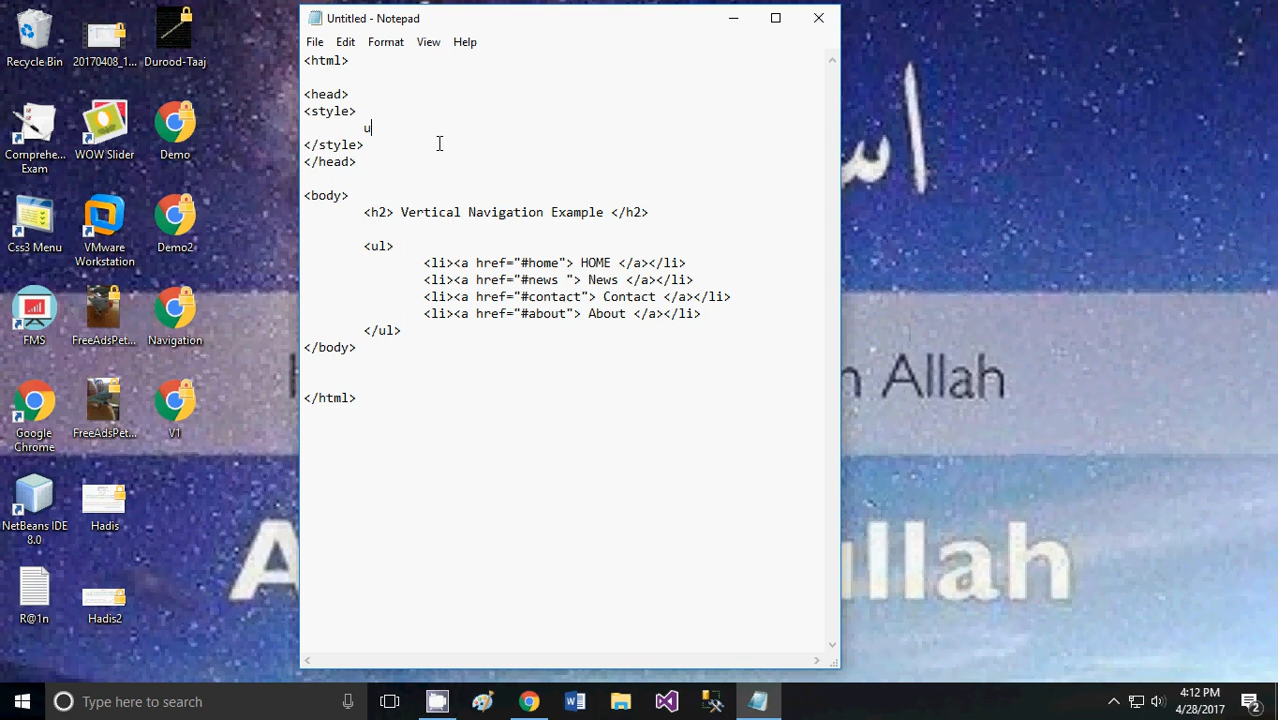 Recycle Bin
20170408_1...
Durood-Taaj
Comprehe... Exam
WOW Slider
Demo
Css3 Menu
VMware Workstation
Demo2
FMS
FreeAdsPet...
Navigation
Google Chrome
FreeAdsPet...
V1
NetBeans IDE 8.0
Hadis
R@1n
Hadis2
Untitled - Notepad
File Edit Format View Help
<html>
<head>
<style>
u
</style>
</head>
<body>
<h2> Vertical Navigation Example </h2>
<ul>
<li><a href="#home"> HOME </a></li>
<li><a href="#news "> News </a></li>
<li><a href="#contact"> Contact </a></li>
<li><a href="#about"> About </a></li>
</ul>
</body>
</html>
Allah
Type here to search
4:12 PM
4/28/2017
2